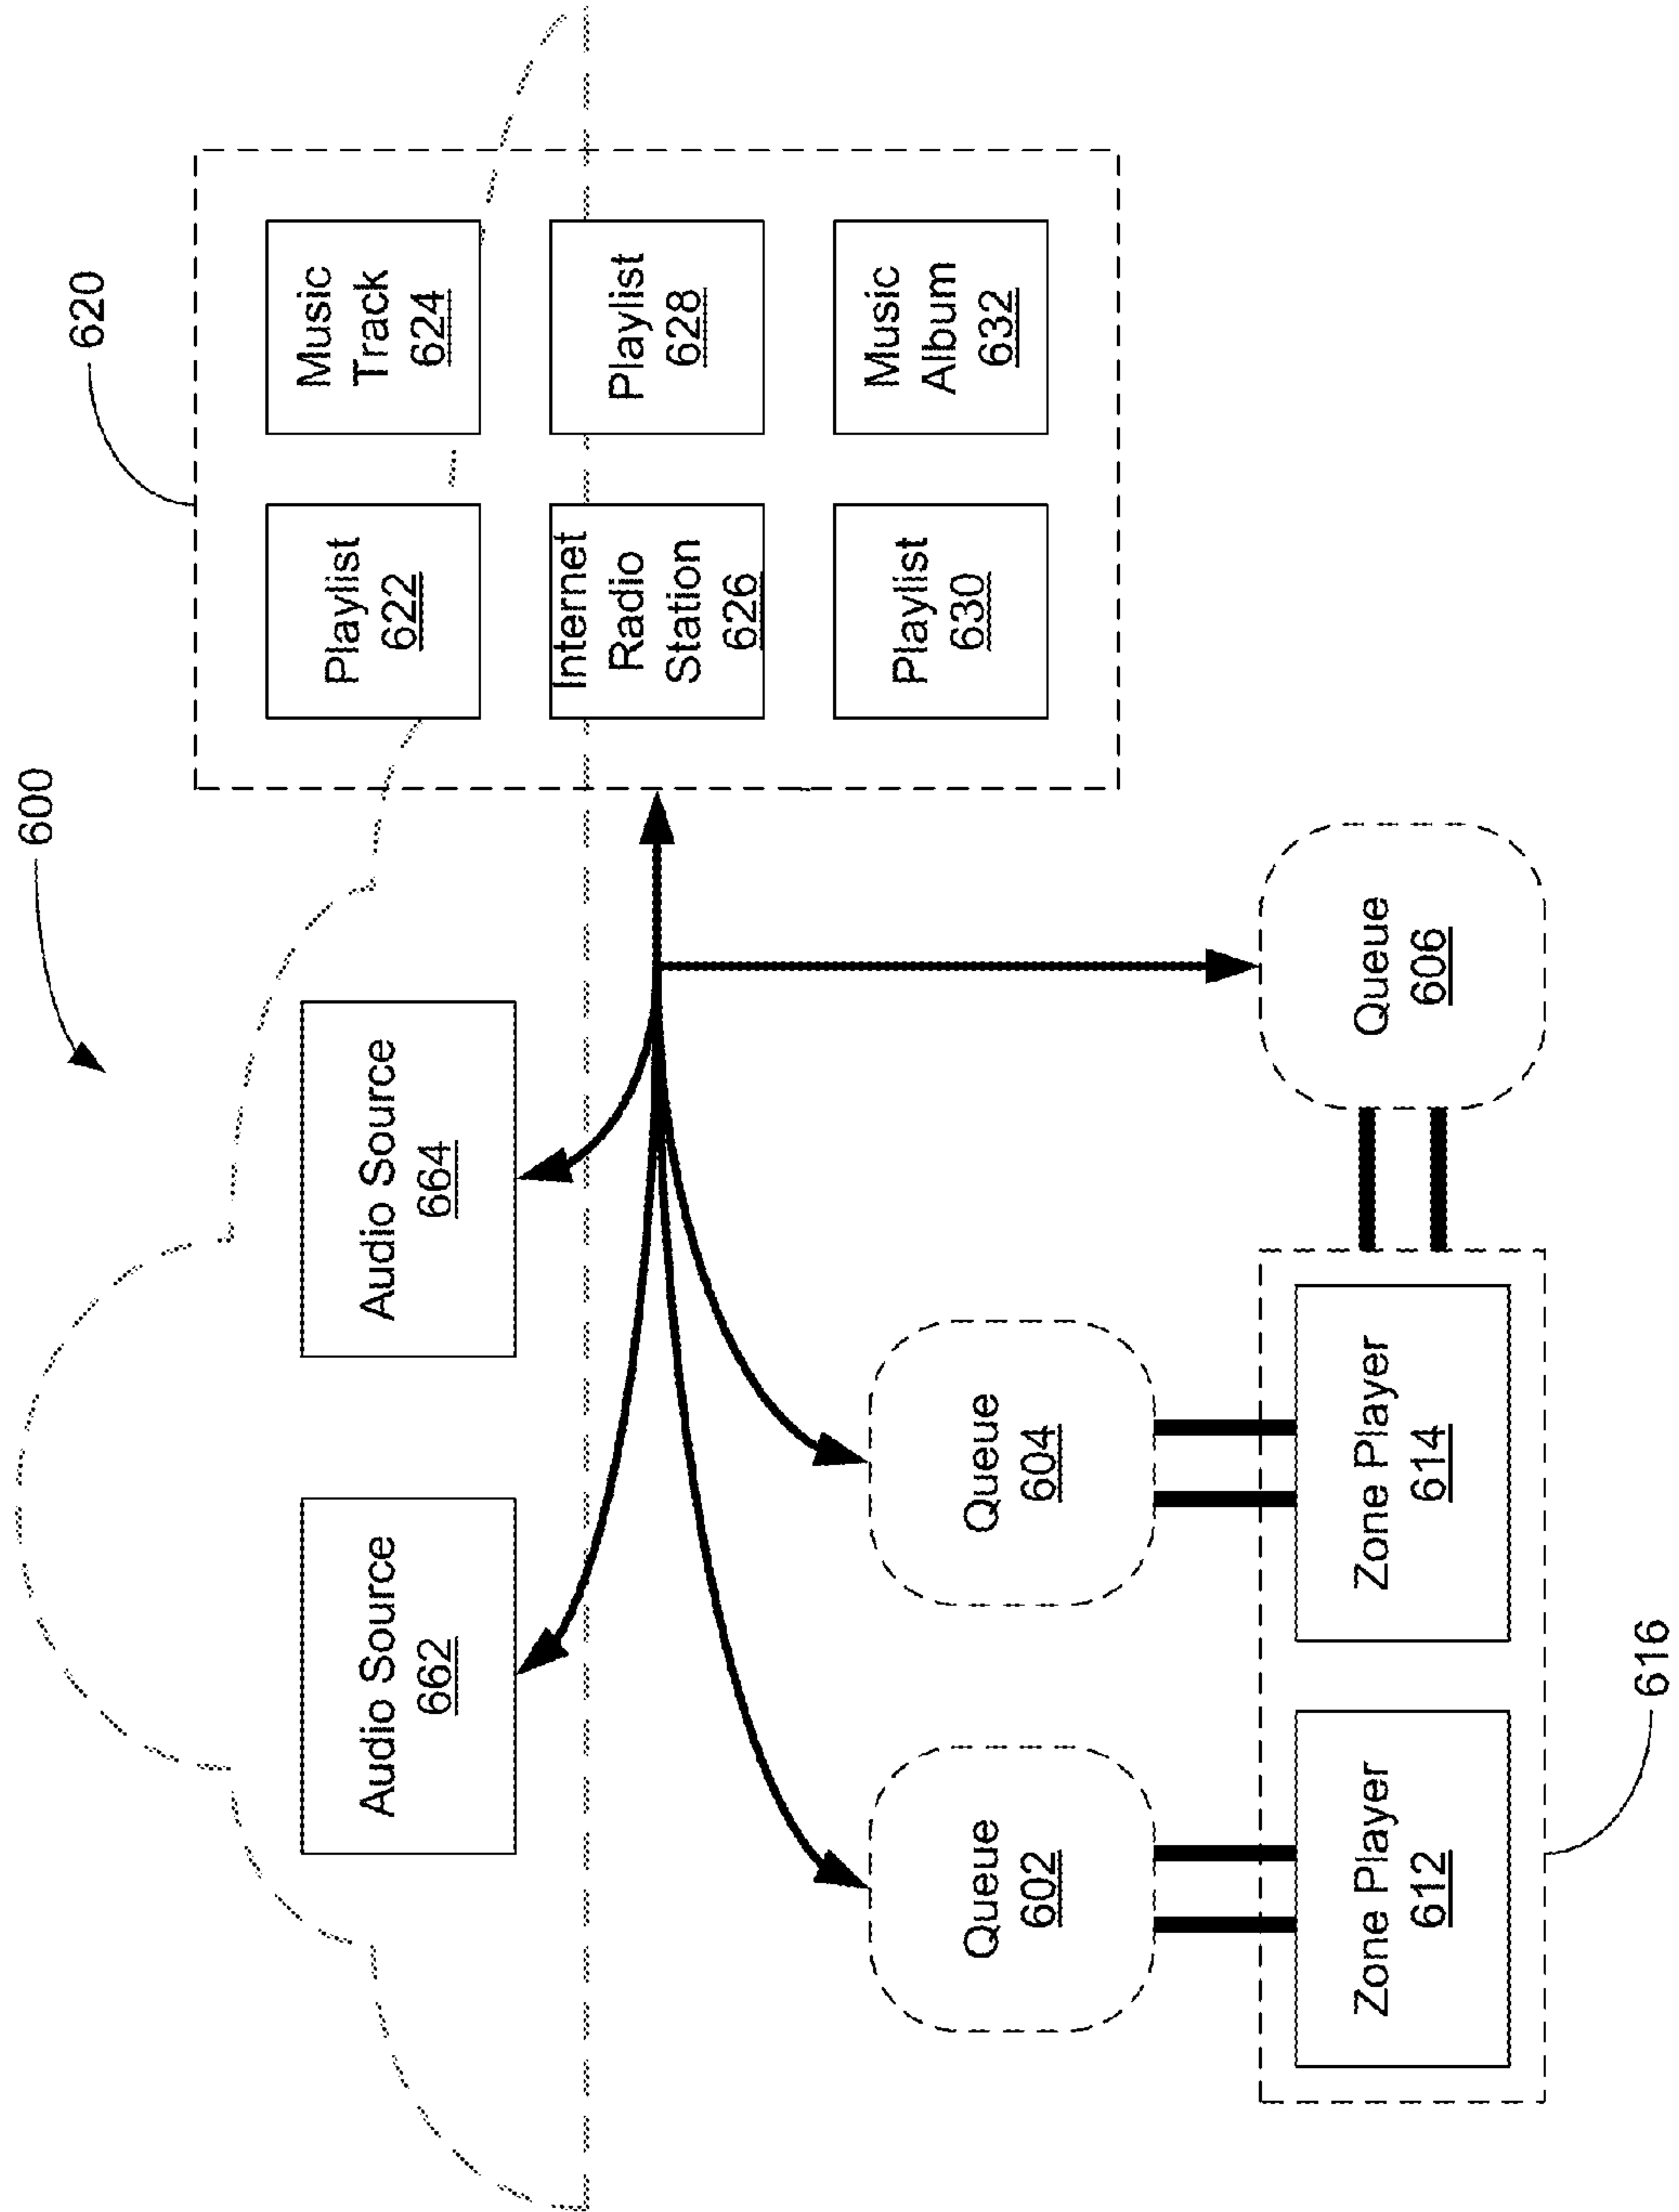 600
620
Audio Source
662
Audio Source
664
Playlist
622
Music
Track
624
Internet
Radio
Station
626
Playlist
628
Playlist
630
Music
Album
632
Queue
602
Queue
604
Queue
606
Zone Player
612
Zone Player
614
616